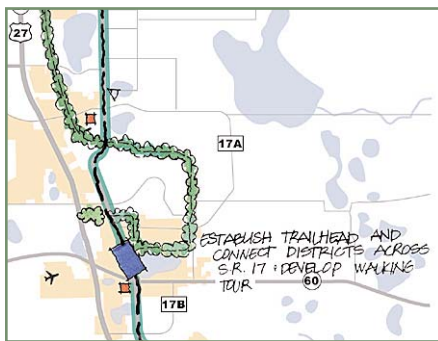 27
17A
ESTABLISH TRAILHEAD AND
CONNECT DISTRICTS ACROSS
S.R. 17 : DEVELOP WALKING
TOUR
60
17B